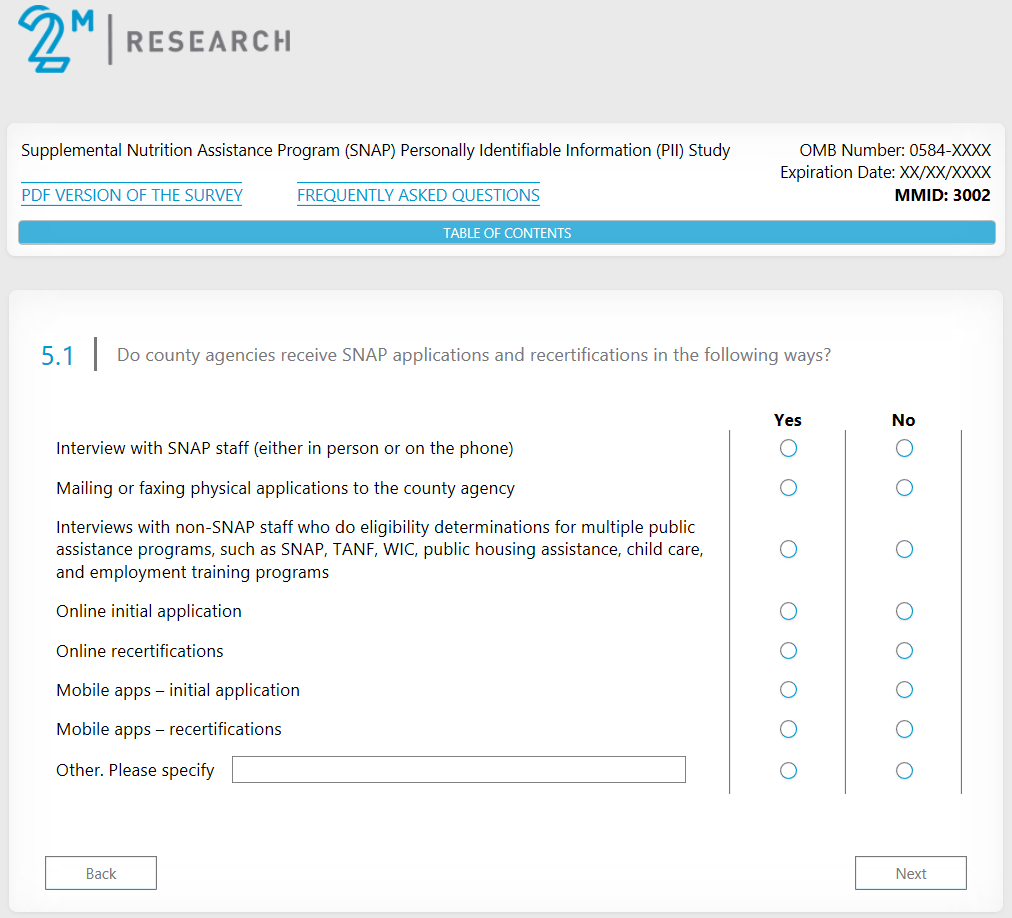 2M | RESEARCH
Supplemental Nutrition Assistance Program (SNAP) Personally Identifiable Information (PII) Study
OMB Number: 0584-XXXX
Expiration Date: XX/XX/XXXX
PDF VERSION OF THE SURVEY
FREQUENTLY ASKED QUESTIONS
MMID: 3002
TABLE OF CONTENTS
5.1 | Do county agencies receive SNAP applications and recertifications in the following ways?
Yes No
Interview with SNAP staff (either in person or on the phone)
Mailing or faxing physical applications to the county agency
Interviews with non-SNAP staff who do eligibility determinations for multiple public
assistance programs, such as SNAP, TANF, WIC, public housing assistance, child care,
and employment training programs
Online initial application
Online recertifications
Mobile apps – initial application
Mobile apps – recertifications
Other. Please specify
Back
Next